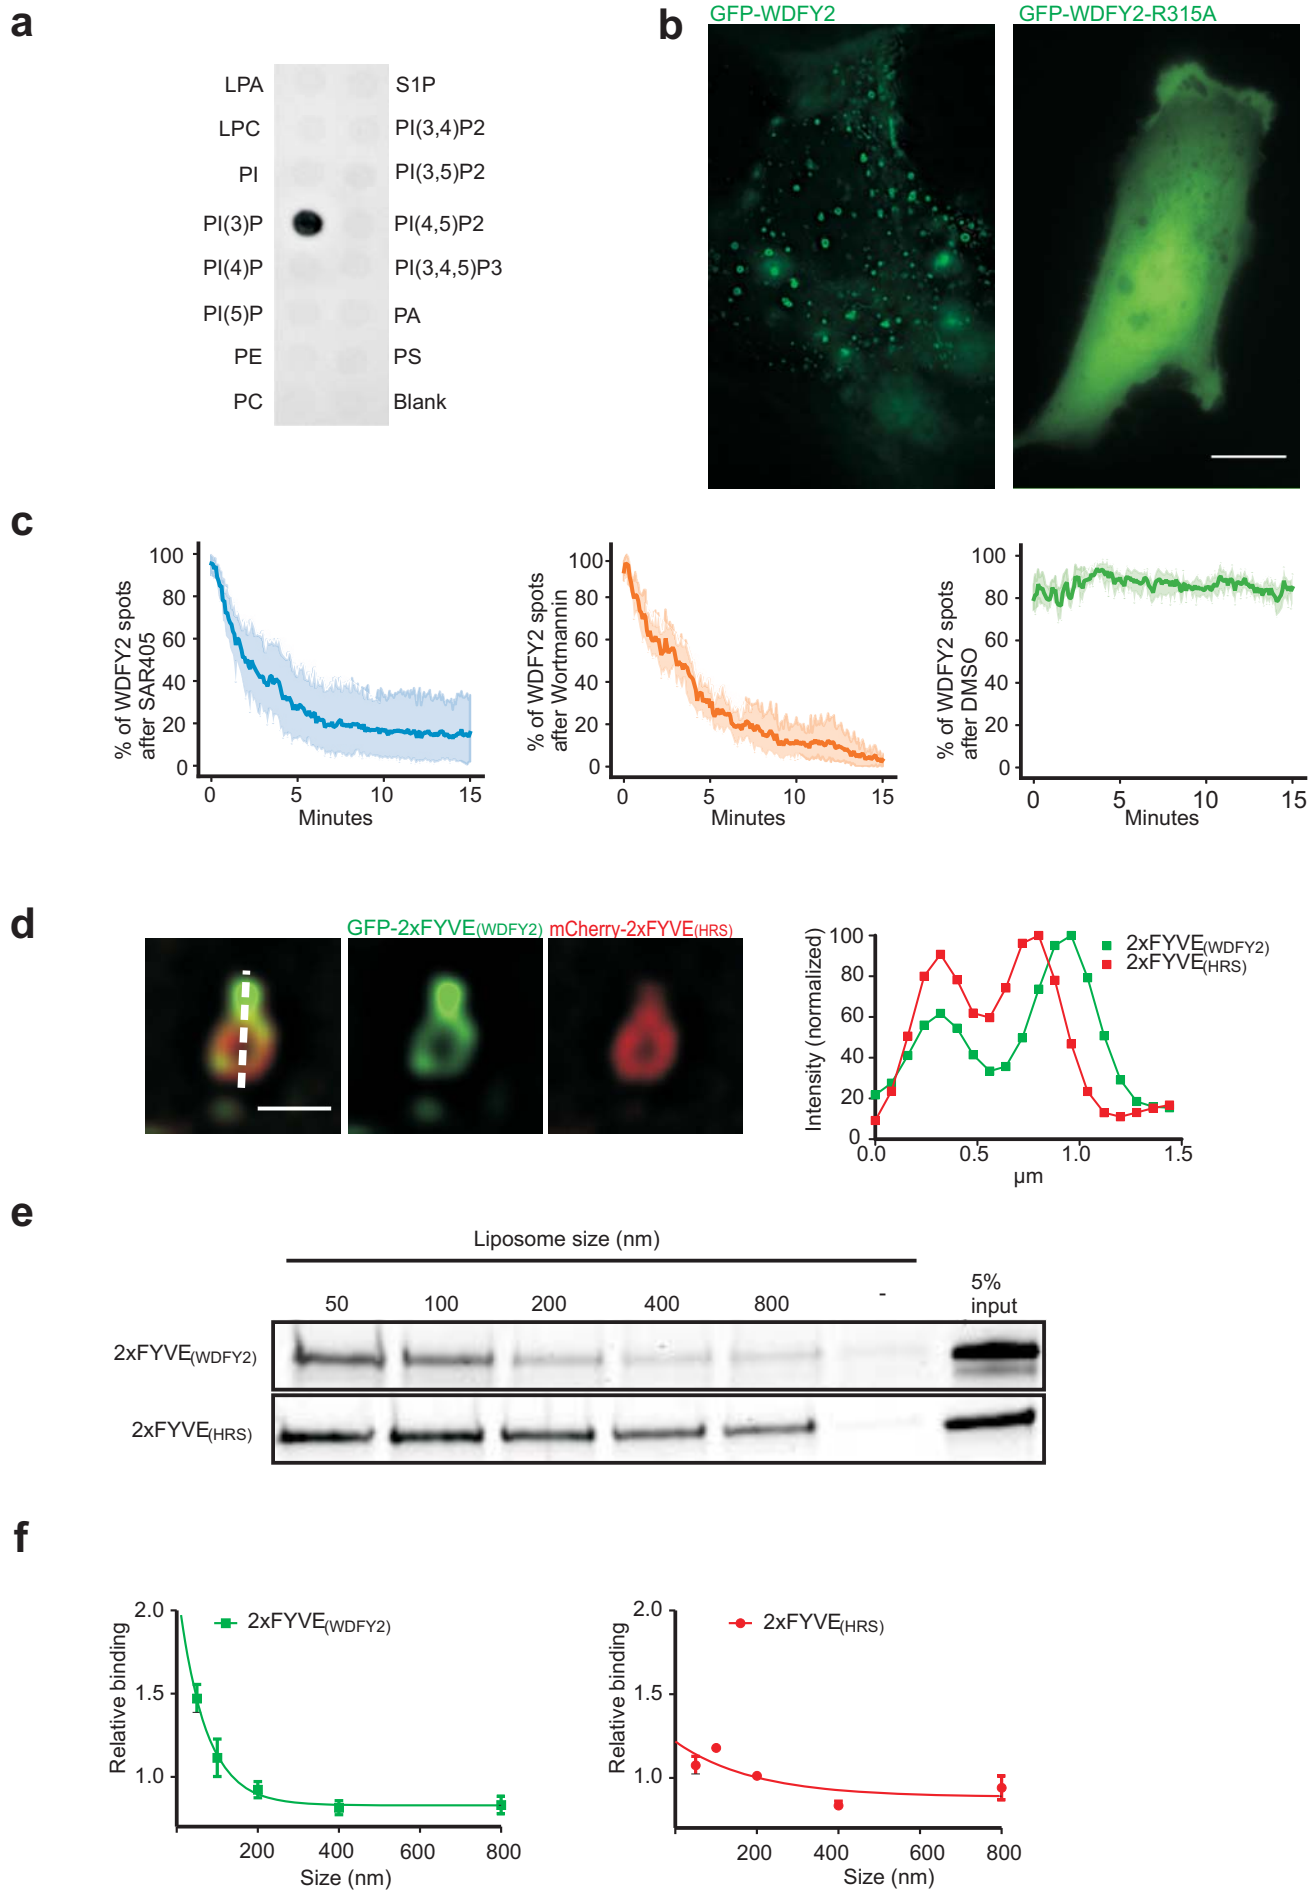 a
LPA S1P
LPC PI(3,4)P2
PI PI(3,5)P2
PI(3)P PI(4,5)P2
PI(4)P PI(3,4,5)P3
PI(5)P PA
PE PS
PC Blank
b
GFP-WDFY2 GFP-WDFY2-R315A
c
% of WDFY2 spots
after SAR405
100
80
60
40
20
0
0 5 10 15
Minutes
% of WDFY2 spots
after Wortmannin
100
80
60
40
20
0
0 5 10 15
Minutes
% of WDFY2 spots
after DMSO
100
80
60
40
20
0
0 5 10 15
Minutes
d
GFP-2xFYVE(WDFY2) mCherry-2xFYVE(HRS)
Intensity (normalized)
100
80
60
40
20
0
0.0 0.5 1.0 1.5
µm
2xFYVE(WDFY2)
2xFYVE(HRS)
e
Liposome size (nm)
50 100 200 400 800 - 5% input
2xFYVE(WDFY2)
2xFYVE(HRS)
f
Relative binding
2.0
1.5
1.0
200 400 600 800
Size (nm)
2xFYVE(WDFY2)
Relative binding
2.0
1.5
1.0
200 400 600 800
Size (nm)
2xFYVE(HRS)